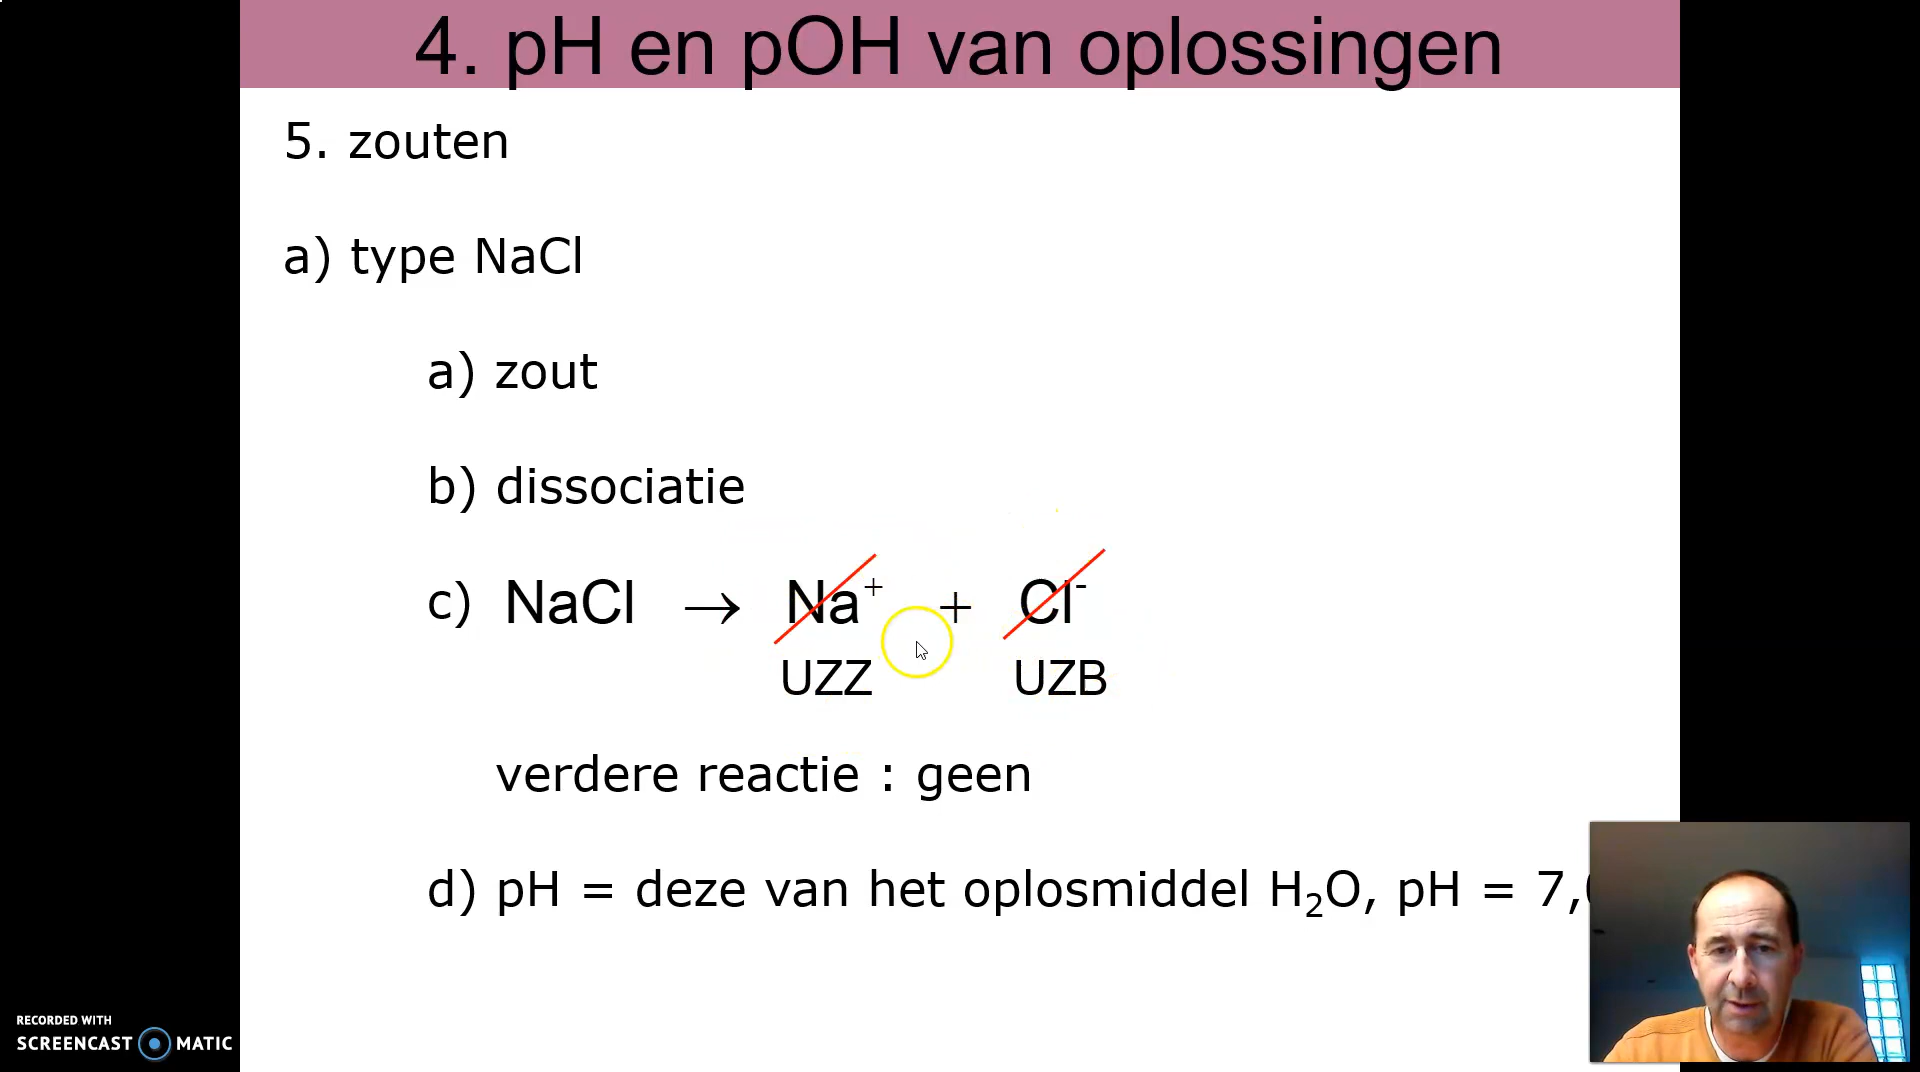 4. pH en pOH van oplossingen
5. zouten
a) type NaCl
a) zout
b) dissociatie
c) NaCl → Na⁺ + Cl⁻
UZZ UZB
verdere reactie : geen
d) pH = deze van het oplosmiddel H₂O, pH = 7,
RECORDED WITH
SCREENCAST MATIC